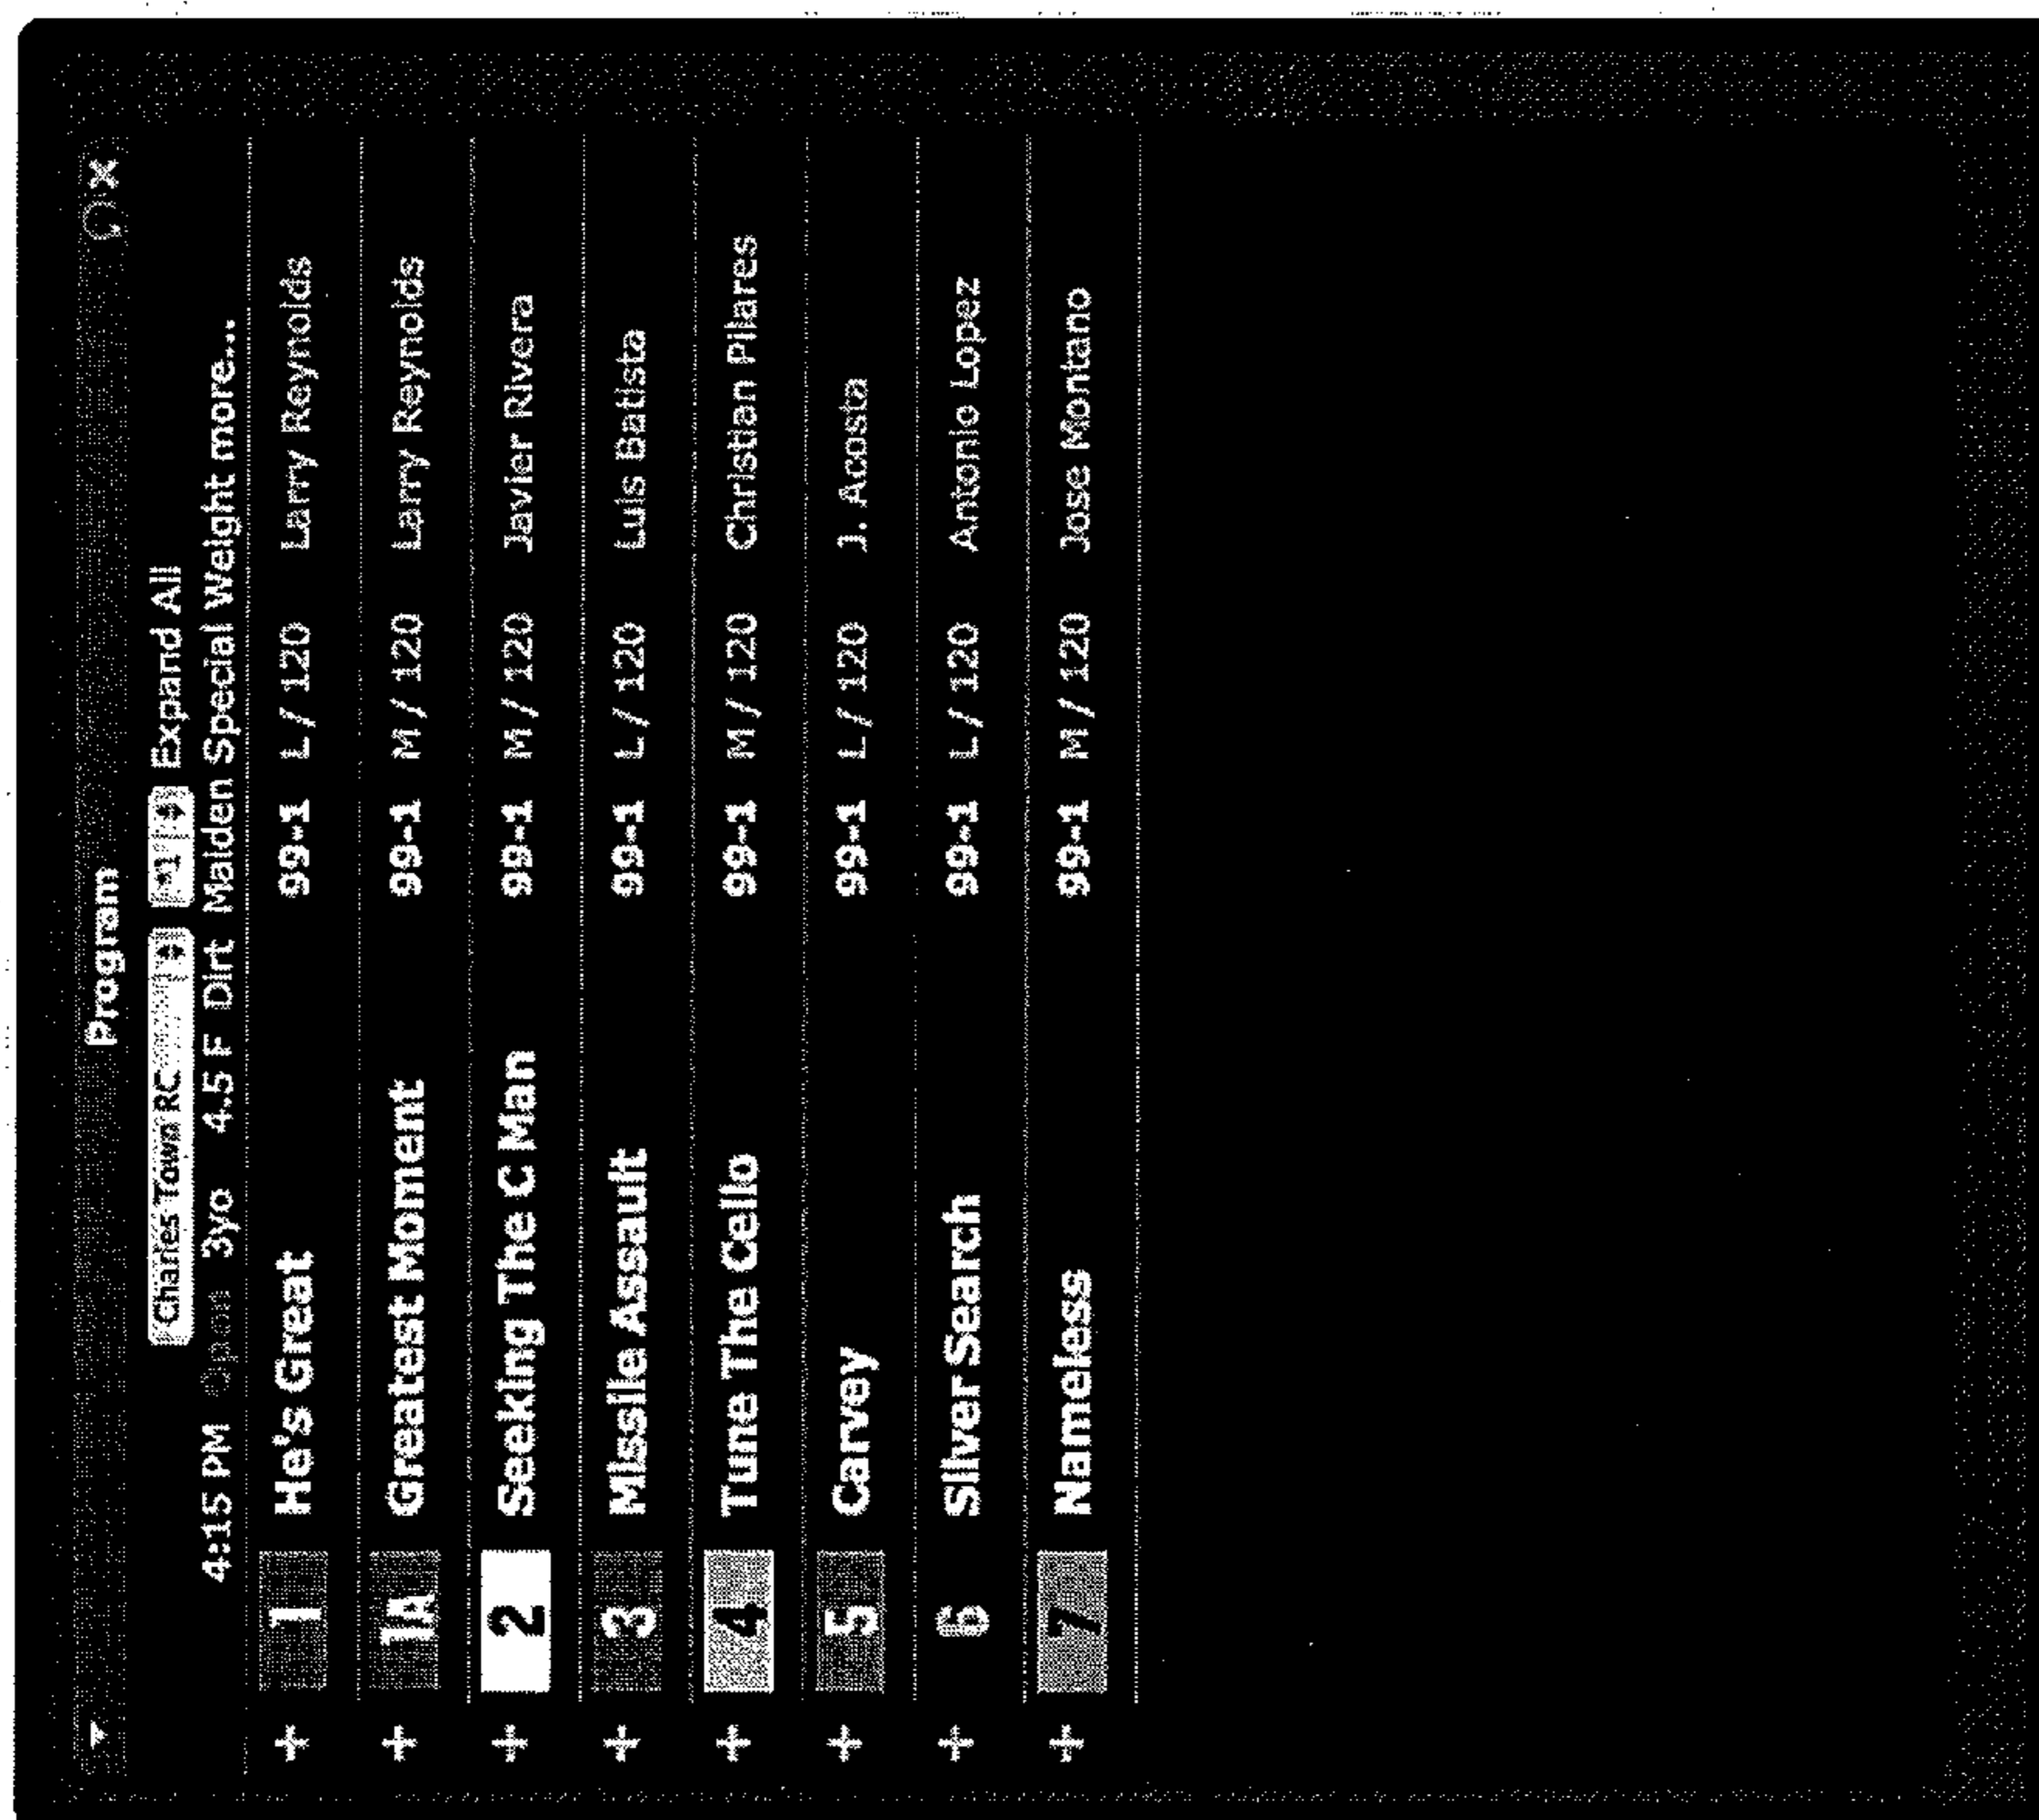 Program
Charles Town RC 1 Expand All
4:15 PM Open 3yo 4.5 F Dirt Maiden Special Weight more...
+ 1 He's Great 99-1 L / 120 Larry Reynolds
+ 1A Greatest Moment 99-1 M / 120 Larry Reynolds
+ 2 Seeking The C Man 99-1 M / 120 Javier Rivera
+ 3 Missile Assault 99-1 L / 120 Luis Batista
+ 4 Tune The Cello 99-1 M / 120 Christian Pilares
+ 5 Carvey 99-1 L / 120 J. Acosta
+ 6 Silver Search 99-1 L / 120 Antonio Lopez
+ 7 Nameless 99-1 M / 120 Jose Montano